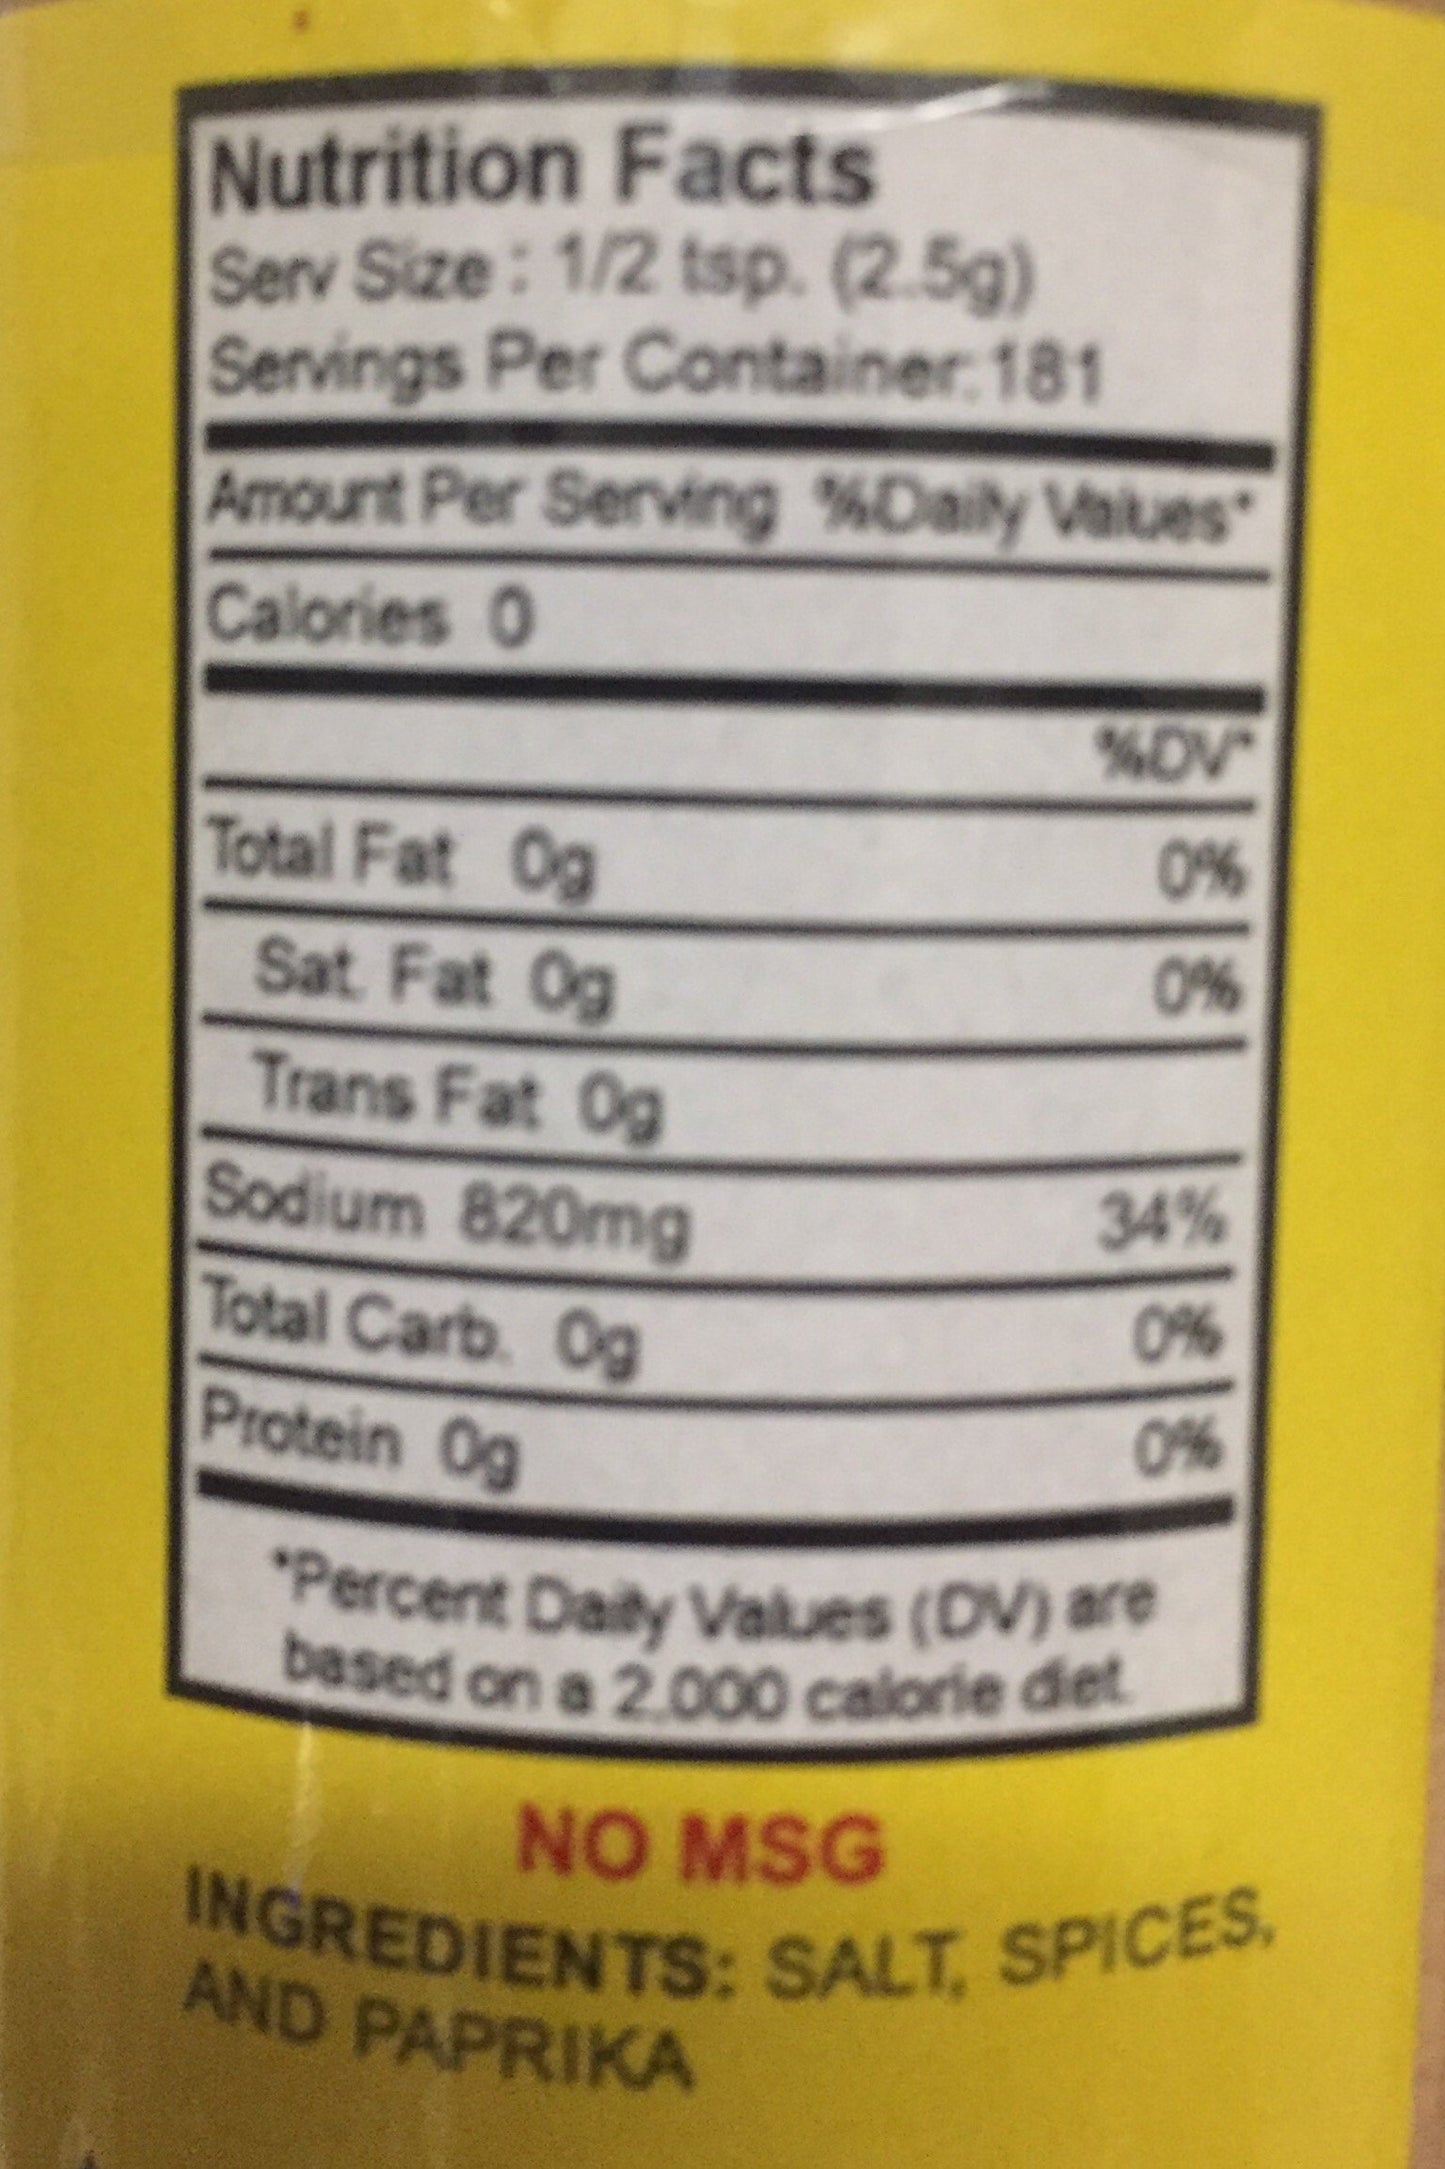 Nutrition Facts
Serv Size : 1/2 tsp. (2.5g)
Servings Per Container: 181
Amount Per Serving %Daily Values*
Calories 0
%DV*
Total Fat 0g 0%
Sat. Fat 0g 0%
Trans Fat 0g
Sodium 820mg 34%
Total Carb. 0g 0%
Protein 0g 0%
*Percent Daily Values (DV) are
based on a 2,000 calorie diet.
NO MSG
INGREDIENTS: SALT, SPICES,
AND PAPRIKA